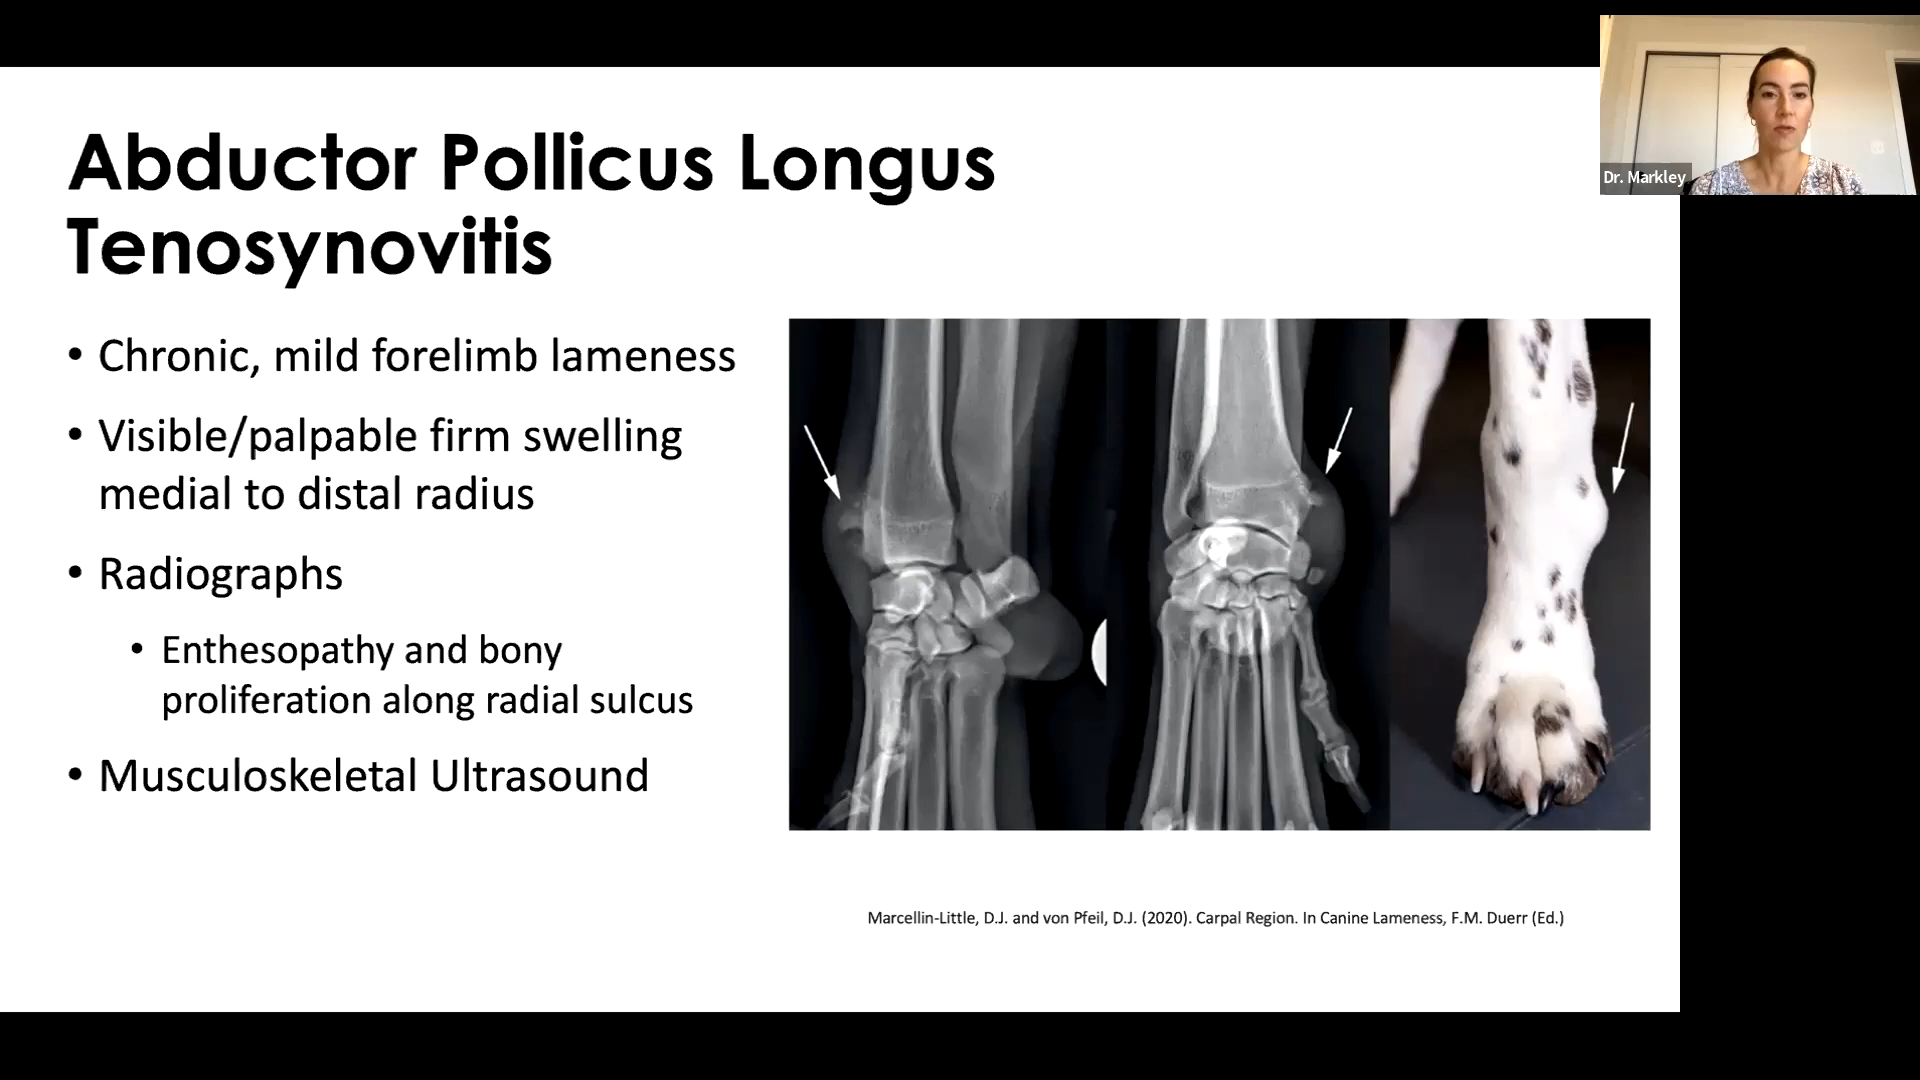 Abductor Pollicus Longus
Tenosynovitis
• Chronic, mild forelimb lameness
• Visible/palpable firm swelling
medial to distal radius
• Radiographs
• Enthesopathy and bony
proliferation along radial sulcus
• Musculoskeletal Ultrasound
Marcellin-Little, D.J. and von Pfeil, D.J. (2020). Carpal Region. In Canine Lameness, F.M. Duerr (Ed.)
Dr. Markley